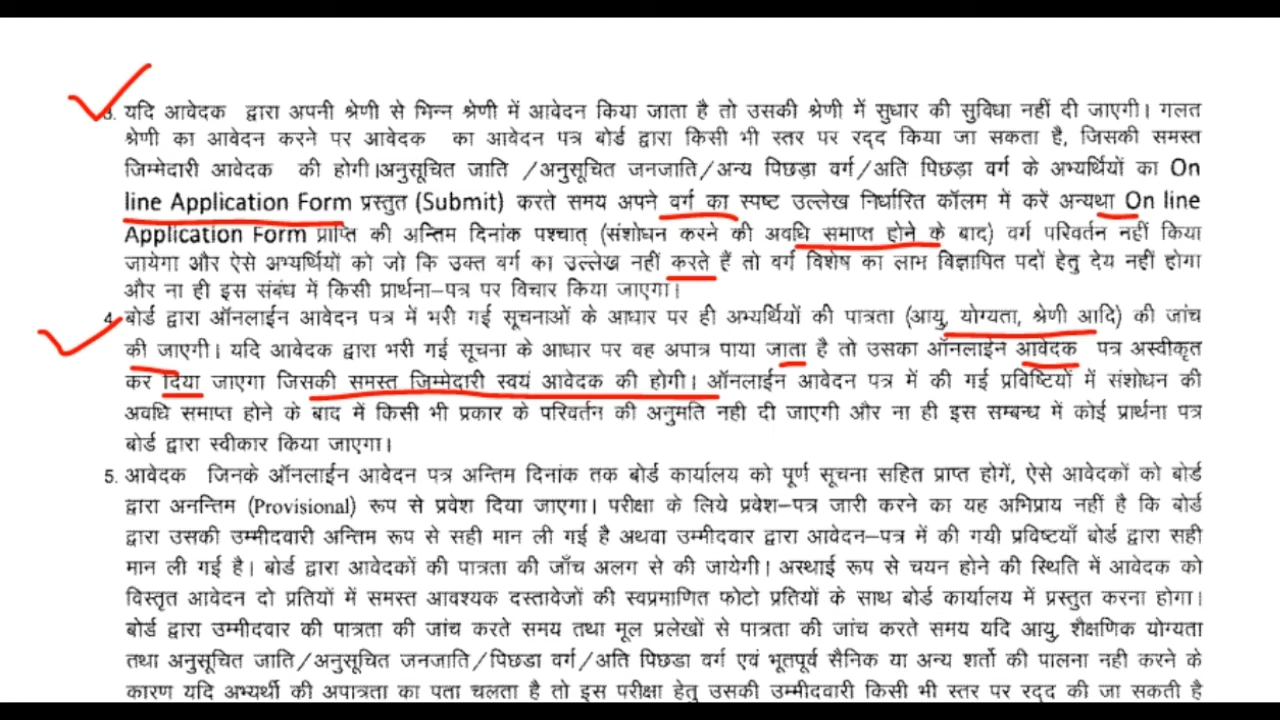 3. यदि आवेदक द्वारा अपनी श्रेणी से भिन्न श्रेणी में आवेदन किया जाता है तो उसकी श्रेणी में सुधार की सुविधा नहीं दी जाएगी। गलत
श्रेणी का आवेदन करने पर आवेदक का आवेदन पत्र बोर्ड द्वारा किसी भी स्तर पर रद्द किया जा सकता है, जिसकी समस्त
जिम्मेदारी आवेदक की होगी।अनुसूचित जाति /अनुसूचित जनजाति/अन्य पिछड़ा वर्ग/अति पिछड़ा वर्ग के अभ्यर्थियों का On
line Application Form प्रस्तुत (Submit) करते समय अपने वर्ग का स्पष्ट उल्लेख निर्धारित कॉलम में करें अन्यथा On line
Application Form प्राप्ति की अन्तिम दिनांक पश्चात् (संशोधन करने की अवधि समाप्त होने के बाद) वर्ग परिवर्तन नहीं किया
जायेगा और ऐसे अभ्यर्थियों को जो कि उक्त वर्ग का उल्लेख नहीं करते हैं तो वर्ग विशेष का लाभ विज्ञापित पदों हेतु देय नहीं होगा
और ना ही इस संबंध में किसी प्रार्थना–पत्र पर विचार किया जाएगा।
4. बोर्ड द्वारा ऑनलाईन आवेदन पत्र में भरी गई सूचनाओं के आधार पर ही अभ्यर्थियों की पात्रता (आयु, योग्यता, श्रेणी आदि) की जांच
की जाएगी। यदि आवेदक द्वारा भरी गई सूचना के आधार पर वह अपात्र पाया जाता है तो उसका ऑनलाईन आवेदक पत्र अस्वीकृत
कर दिया जाएगा जिसकी समस्त जिम्मेदारी स्वयं आवेदक की होगी। ऑनलाईन आवेदन पत्र में की गई प्रविष्टियों में संशोधन की
अवधि समाप्त होने के बाद में किसी भी प्रकार के परिवर्तन की अनुमति नही दी जाएगी और ना ही इस सम्बन्ध में कोई प्रार्थना पत्र
बोर्ड द्वारा स्वीकार किया जाएगा।
5. आवेदक जिनके ऑनलाईन आवेदन पत्र अन्तिम दिनांक तक बोर्ड कार्यालय को पूर्ण सूचना सहित प्राप्त होगें, ऐसे आवेदकों को बोर्ड
द्वारा अनन्तिम (Provisional) रूप से प्रवेश दिया जाएगा। परीक्षा के लिये प्रवेश–पत्र जारी करने का यह अभिप्राय नहीं है कि बोर्ड
द्वारा उसकी उम्मीदवारी अन्तिम रूप से सही मान ली गई है अथवा उम्मीदवार द्वारा आवेदन–पत्र में की गयी प्रविष्टयाँ बोर्ड द्वारा सही
मान ली गई है। बोर्ड द्वारा आवेदकों की पात्रता की जाँच अलग से की जायेगी। अस्थाई रूप से चयन होने की स्थिति में आवेदक को
विस्तृत आवेदन दो प्रतियों में समस्त आवश्यक दस्तावेजों की स्वप्रमाणित फोटो प्रतियों के साथ बोर्ड कार्यालय में प्रस्तुत करना होगा।
बोर्ड द्वारा उम्मीदवार की पात्रता की जांच करते समय तथा मूल प्रलेखों से पात्रता की जांच करते समय यदि आयु, शैक्षणिक योग्यता
तथा अनुसूचित जाति/अनुसूचित जनजाति/पिछडा वर्ग/अति पिछडा वर्ग एवं भूतपूर्व सैनिक या अन्य शर्तो की पालना नही करने के
कारण यदि अभ्यर्थी की अपात्रता का पता चलता है तो इस परीक्षा हेतु उसकी उम्मीदवारी किसी भी स्तर पर रद्द की जा सकती है